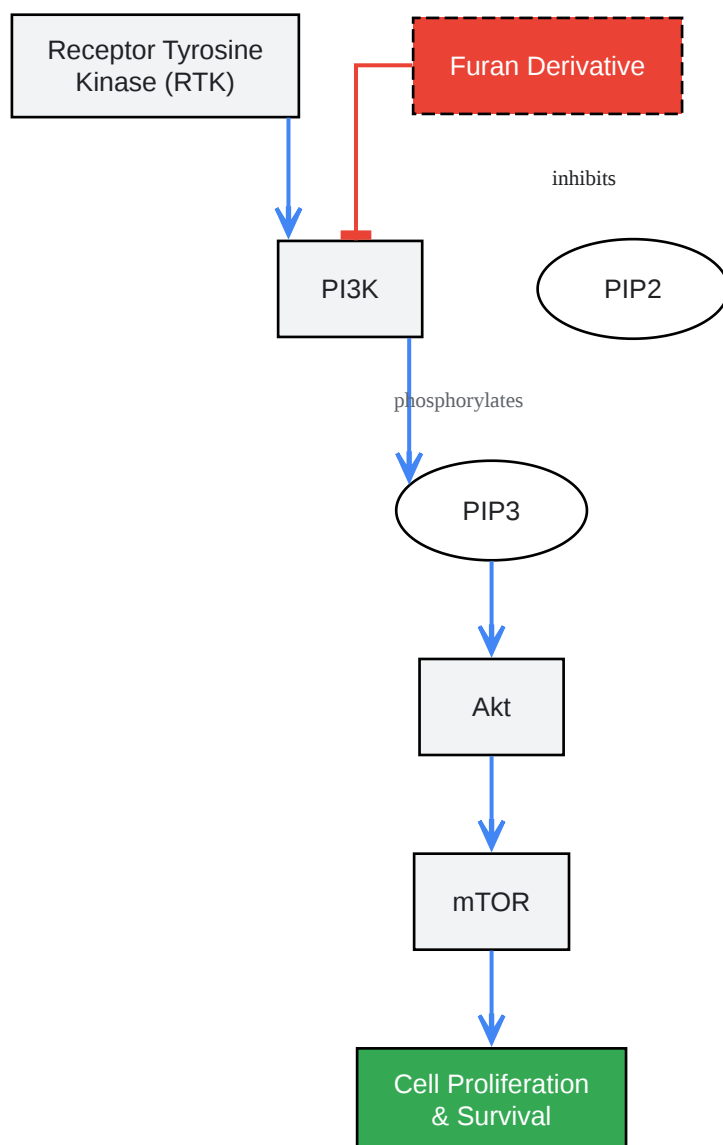 Receptor Tyrosine
Kinase (RTK)
Furan Derivative
inhibits
PI3K
PIP2
phosphorylates
PIP3
Akt
mTOR
Cell Proliferation
& Survival